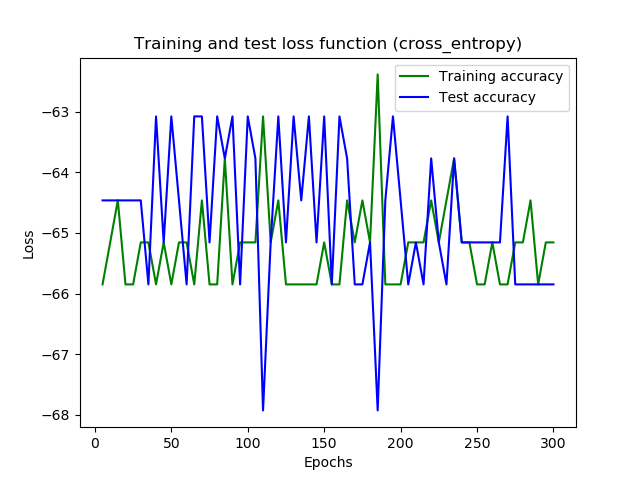 Training and test loss function (cross_entropy)
Training accuracy
Test accuracy
Loss
−63
−64
−65
−66
−67
−68
0
50
100
150
200
250
300
Epochs